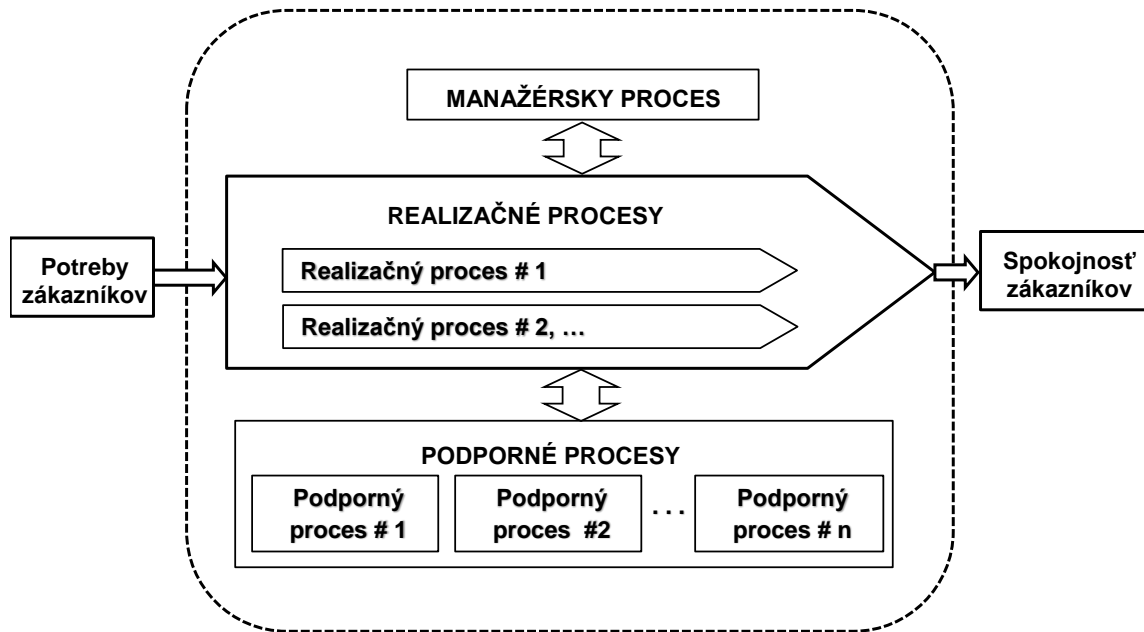 MANAŽÉRSKY PROCES
REALIZAČNÉ PROCESY
Potreby
zákazníkov
Realizačný proces # 1
Realizačný proces # 2, ...
Spokojnosť
zákazníkov
PODPORNÉ PROCESY
Podporný
proces # 1
Podporný
proces #2
...
Podporný
proces # n